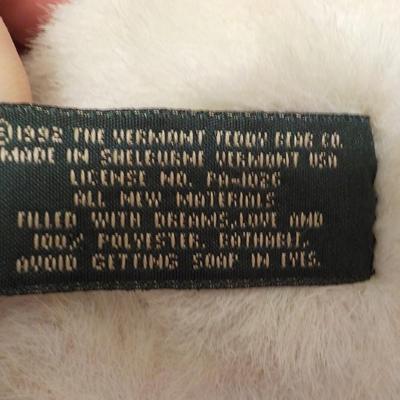 ©1992 THE VERMONT TEDDY BEAR CO.
MADE IN SHELBURNE VERMONT USA
LICENSE NO. PA-1026
ALL NEW MATERIALS
FILLED WITH DREAMS, LOVE AND
100% POLYESTER. BATHABLE.
AVOID GETTING SOAP IN EYES.